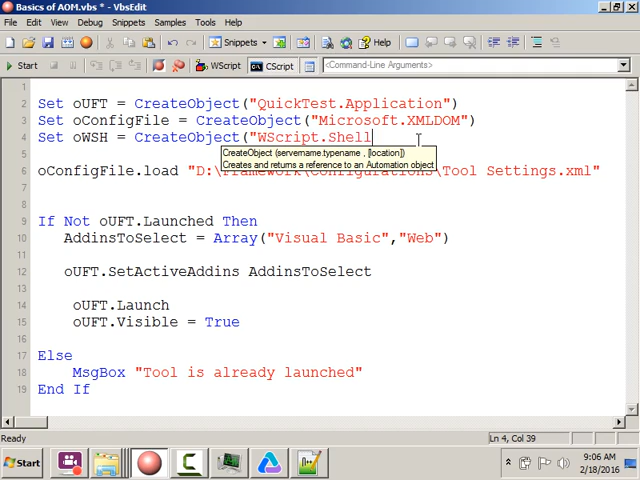 Basics of AOM.vbs * - VbsEdit
File Edit View Debug Snippets Samples Tools Help
Snippets Help
Start WScript CScript <Command-Line Arguments>
1
2 Set oUFT = CreateObject("QuickTest.Application")
3 Set oConfigFile = CreateObject("Microsoft.XMLDOM")
4 Set oWSH = CreateObject("WScript.Shell
CreateObject (servername.typename , [location])
5
Creates and returns a reference to an Automation object
6 oConfigFile.load "D:\Framework\Configurations\Tool Settings.xml"
7
8
9 If Not oUFT.Launched Then
10 AddinsToSelect = Array("Visual Basic","Web")
11
12 oUFT.SetActiveAddins AddinsToSelect
13
14 oUFT.Launch
15 oUFT.Visible = True
16
17 Else
18 MsgBox "Tool is already launched"
19 End If
Ready Ln 4, Col 39
Start 9:06 AM
2/18/2016